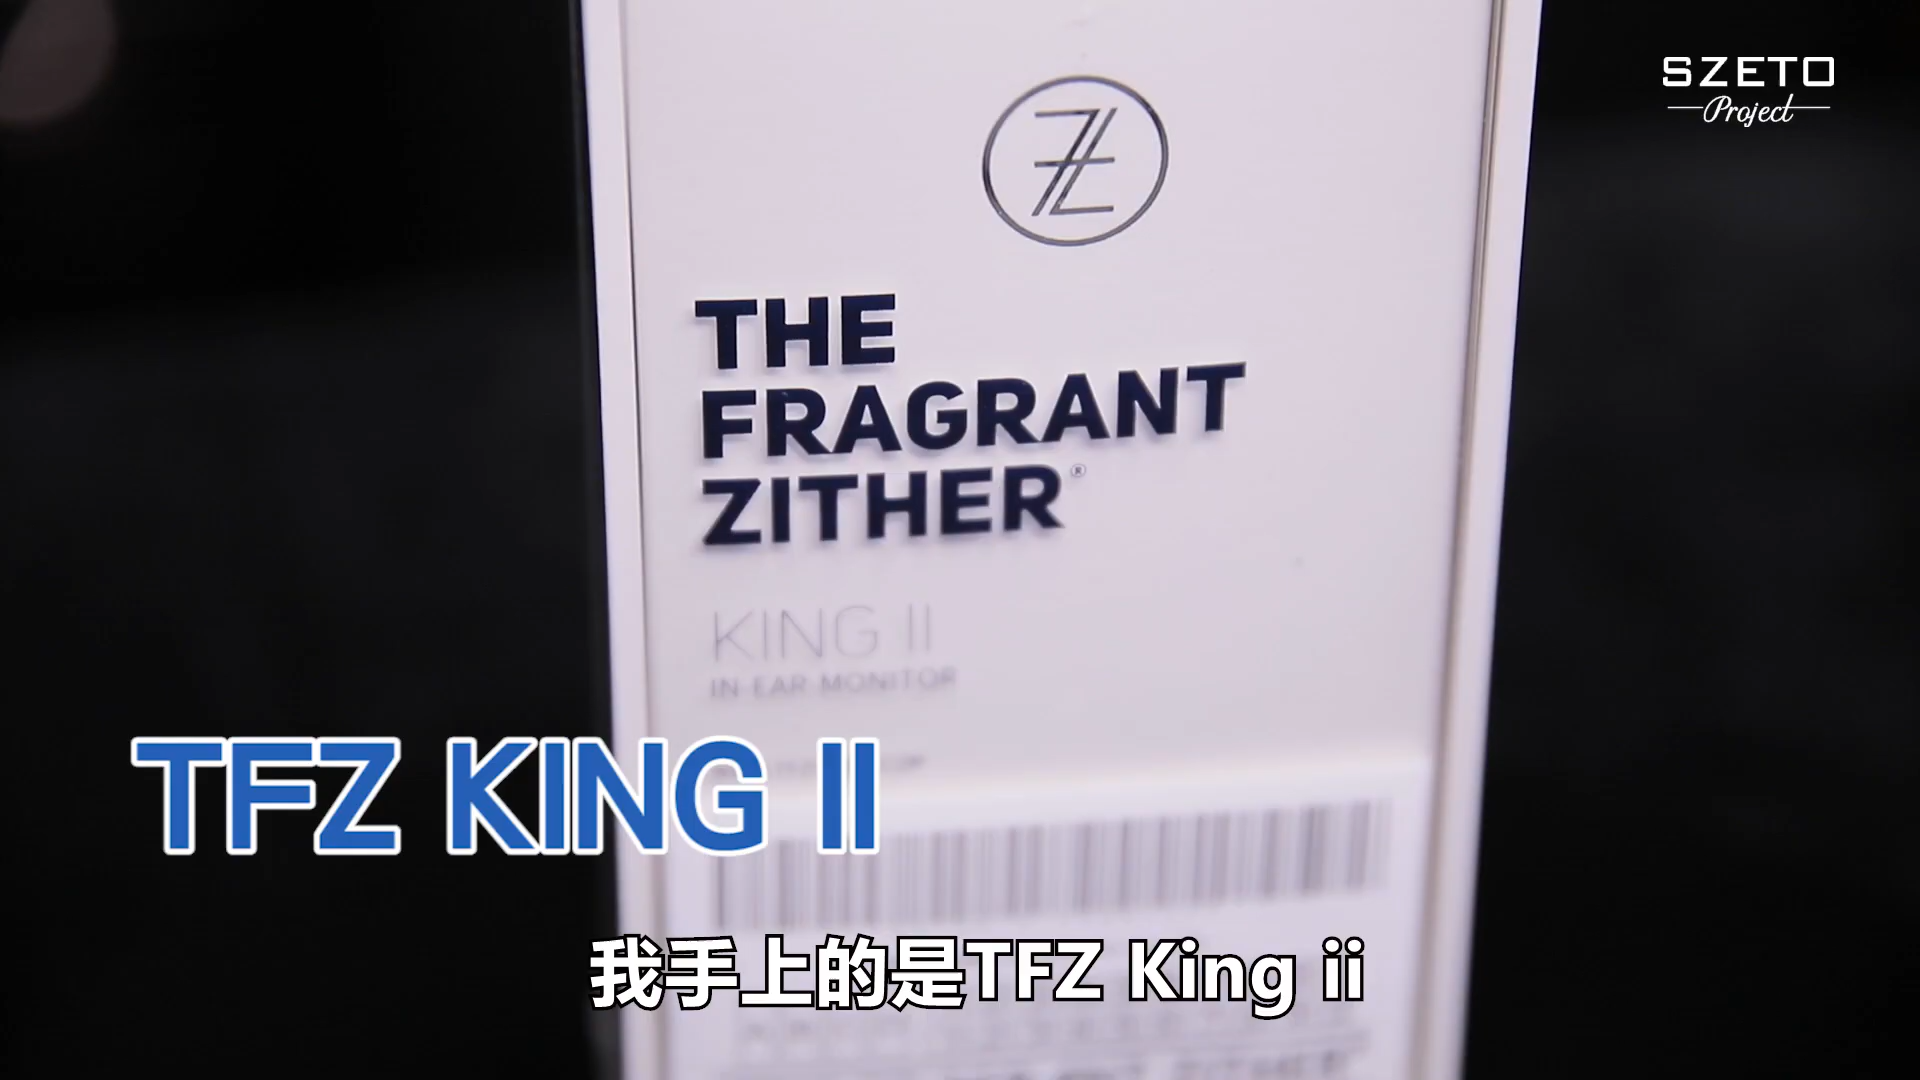 SZETO
Project
THE
FRAGRANT
ZITHER®
KING II
IN-EAR MONITOR
TFZ KING II
我手上的是TFZ King ii